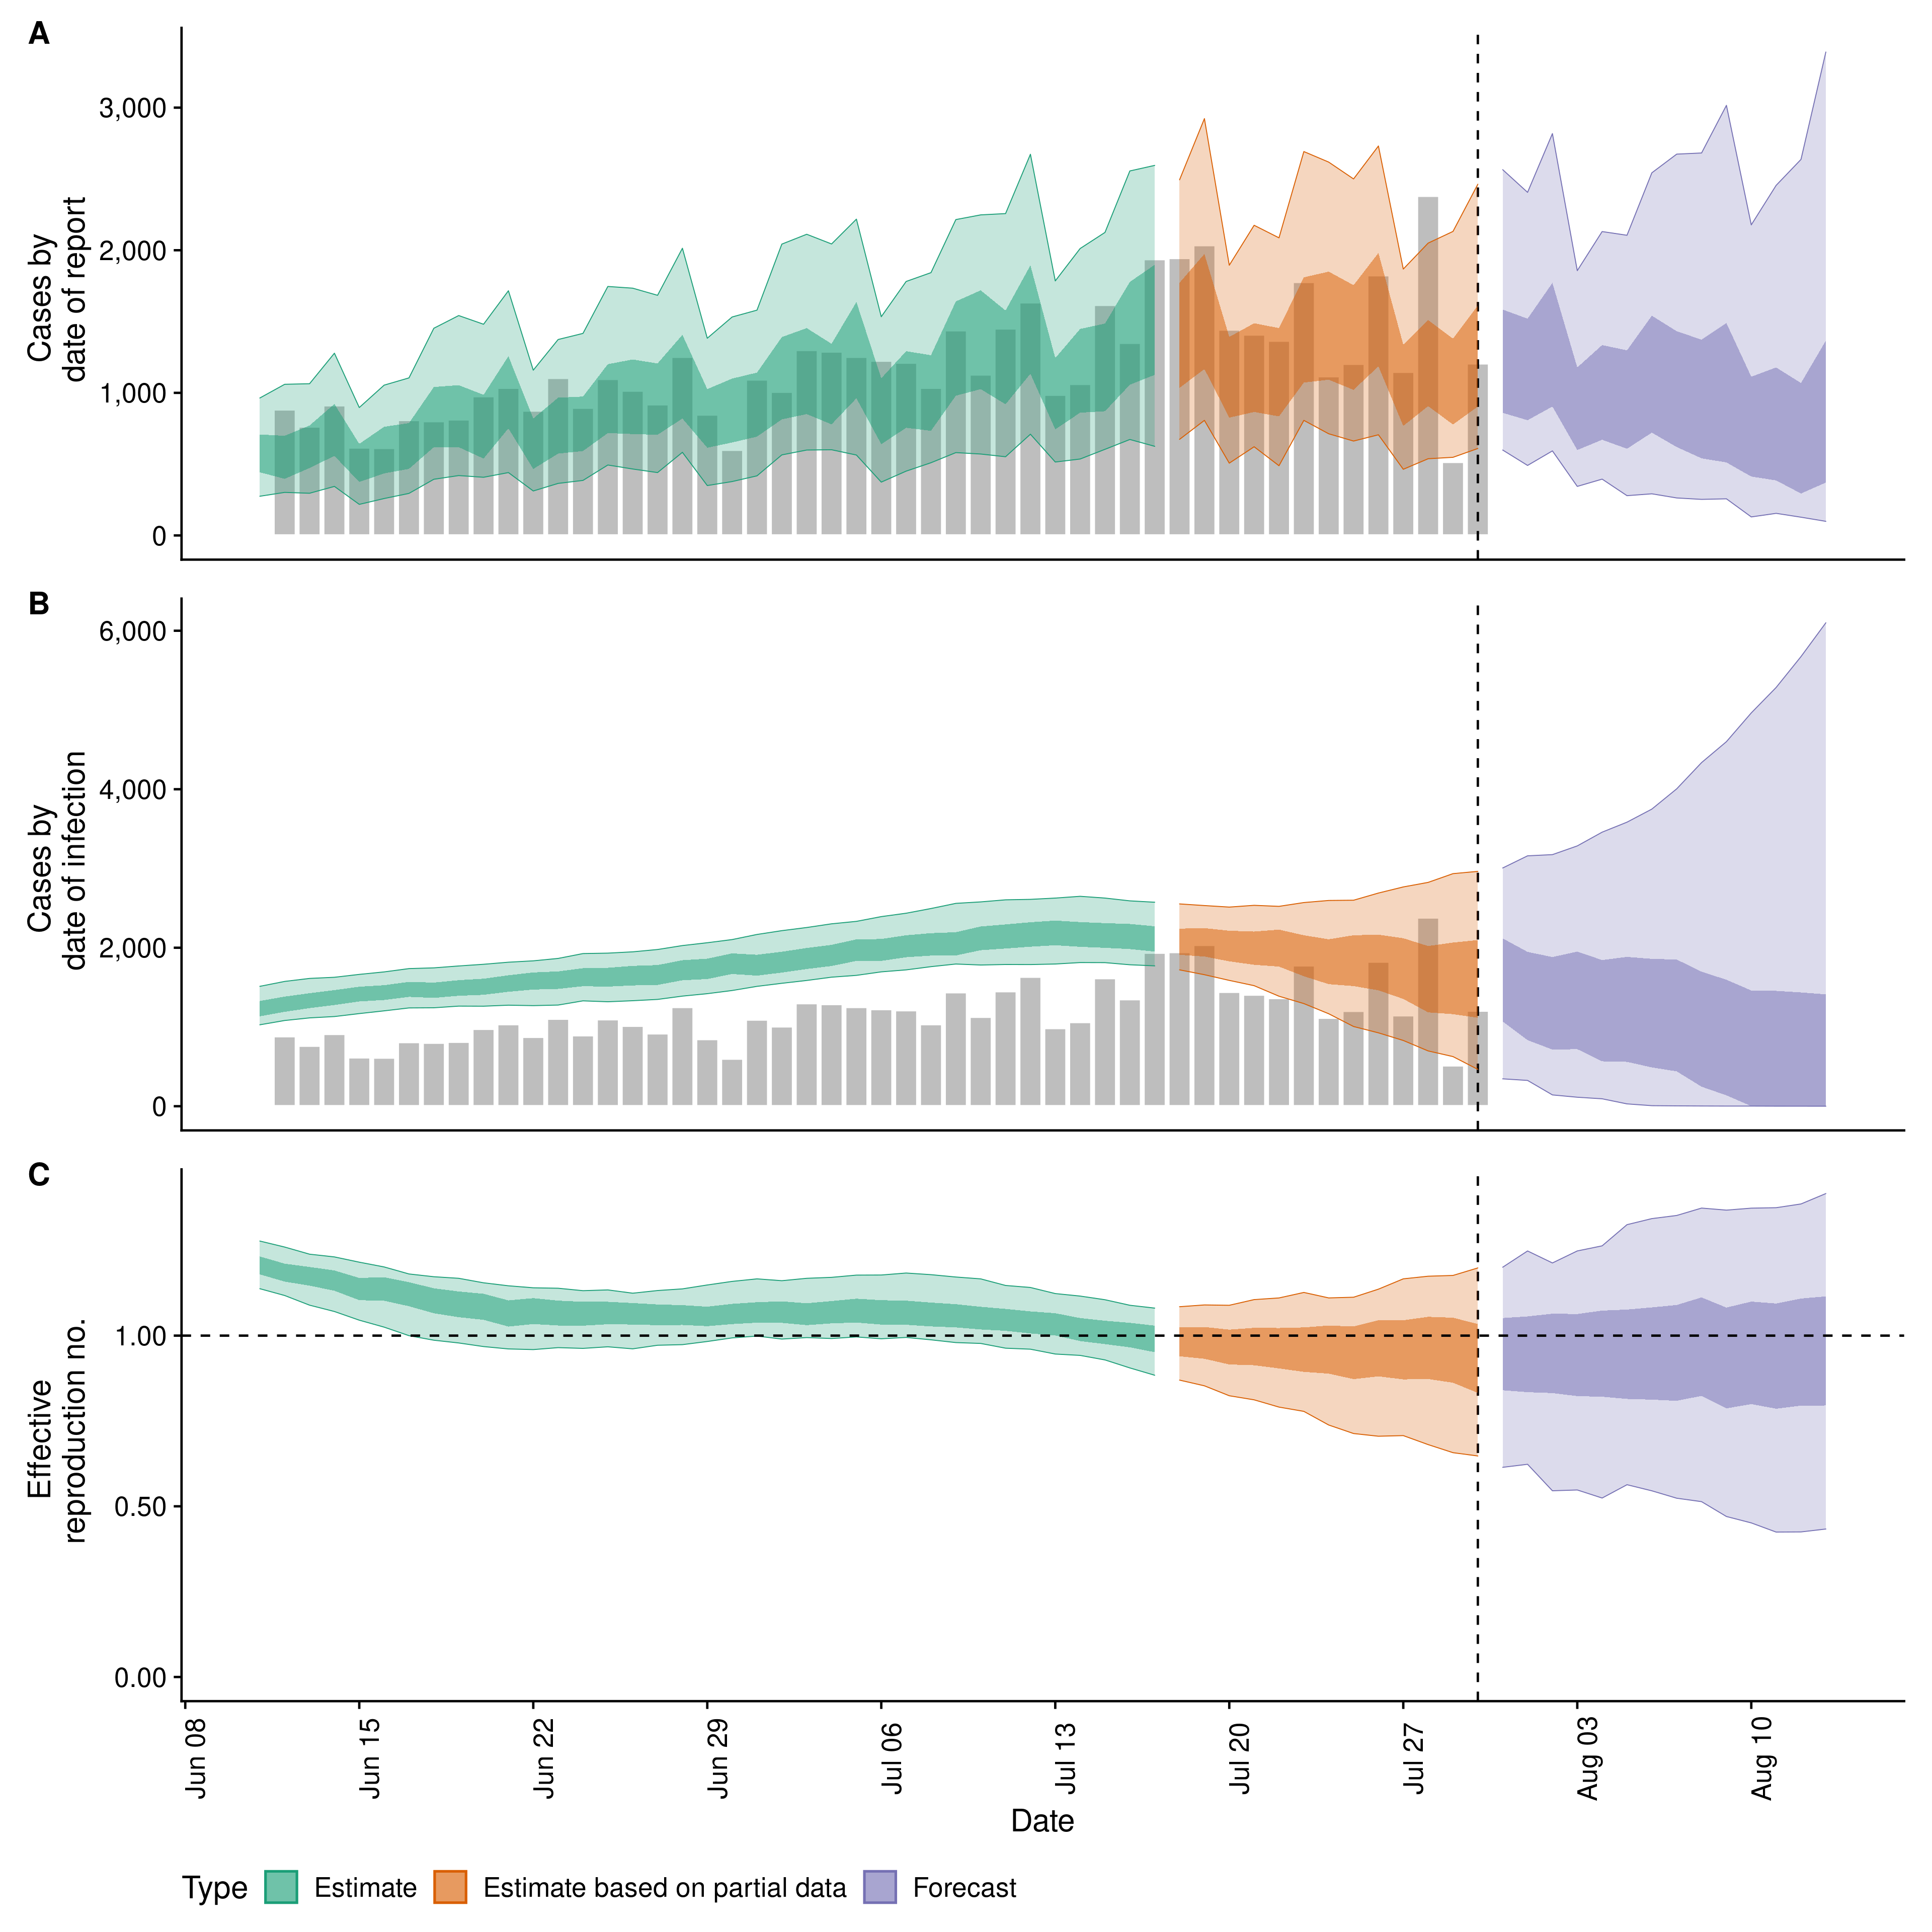 A
Cases by
date of report
3,000
2,000
1,000
0
B
Cases by
date of infection
6,000
4,000
2,000
0
C
Effective
reproduction no.
1.00
0.50
0.00
Jun 08
Jun 15
Jun 22
Jun 29
Jul 06
Jul 13
Jul 20
Jul 27
Aug 03
Aug 10
Date
Type Estimate Estimate based on partial data Forecast